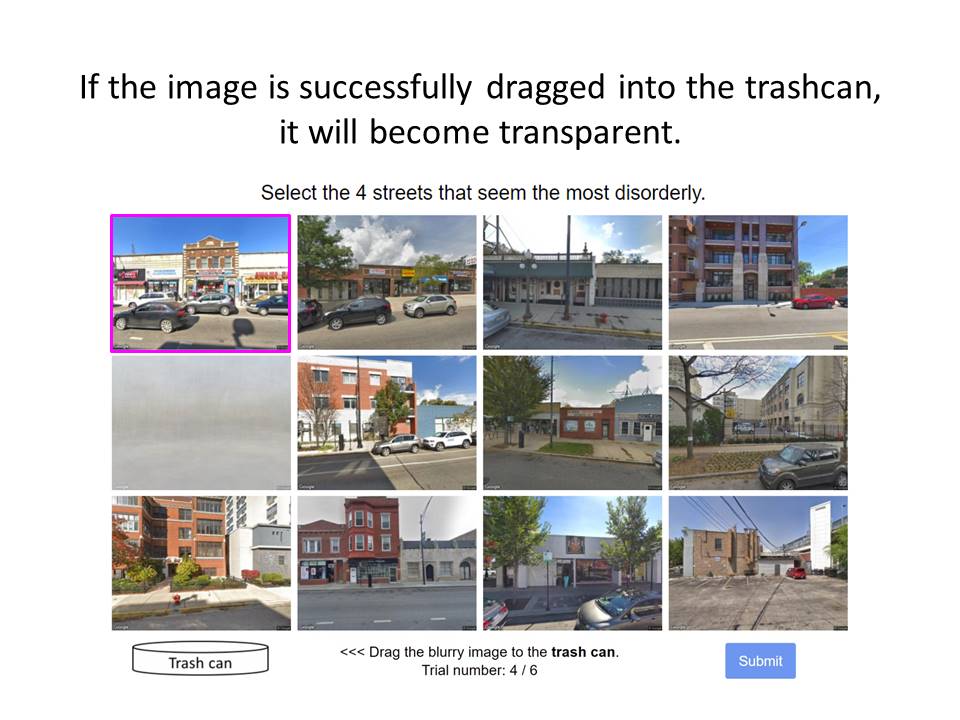 If the image is successfully dragged into the trashcan,
it will become transparent.
Select the 4 streets that seem the most disorderly.
Trash can
<<< Drag the blurry image to the trash can.
Trial number: 4 / 6
Submit